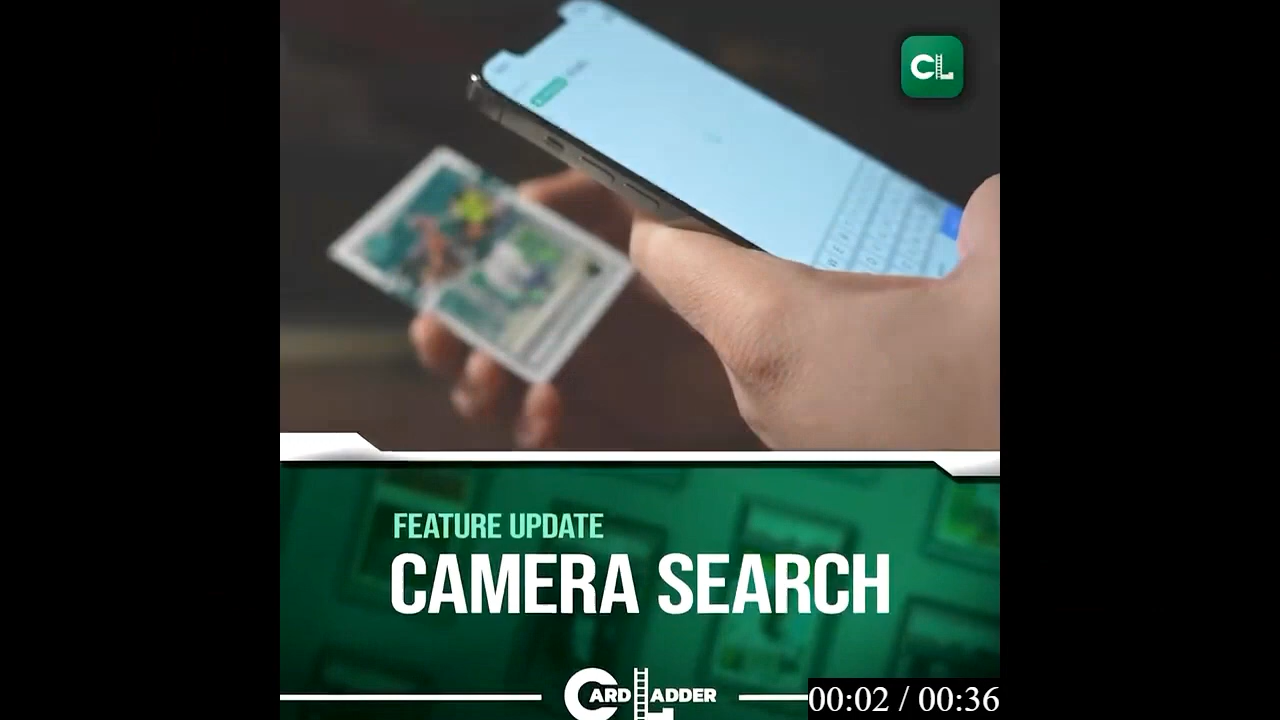 CL
FEATURE UPDATE
CAMERA SEARCH
CARD LADDER
00:02 / 00:36